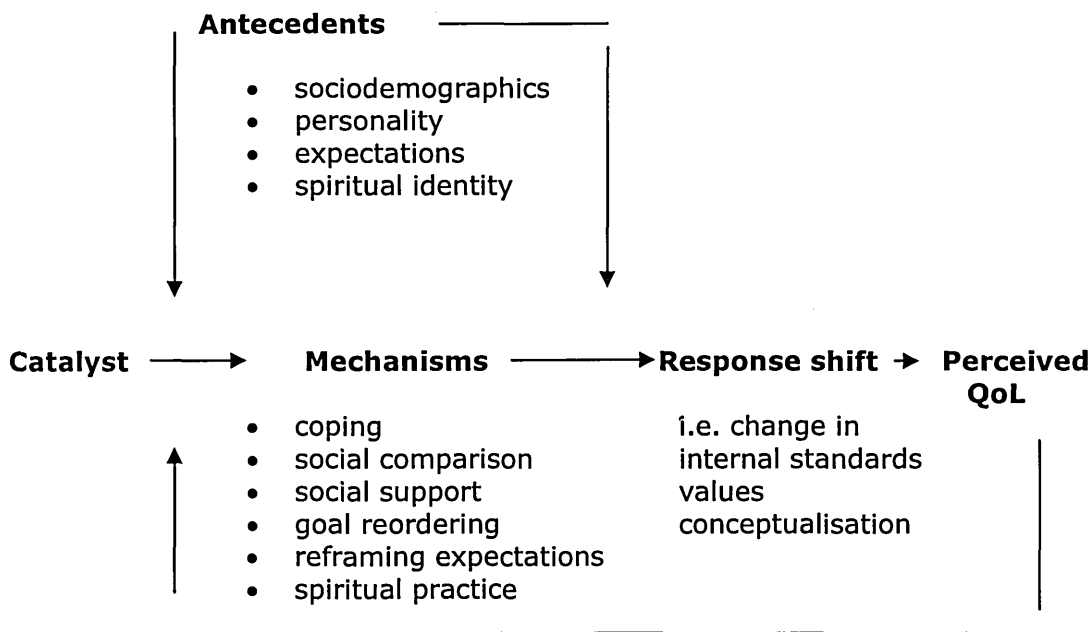 Antecedents
• sociodemographics
• personality
• expectations
• spiritual identity
Catalyst
Mechanisms
Response shift
Perceived
QoL
• coping
• social comparison
• social support
• goal reordering
• reframing expectations
• spiritual practice
i.e. change in
internal standards
values
conceptualisation